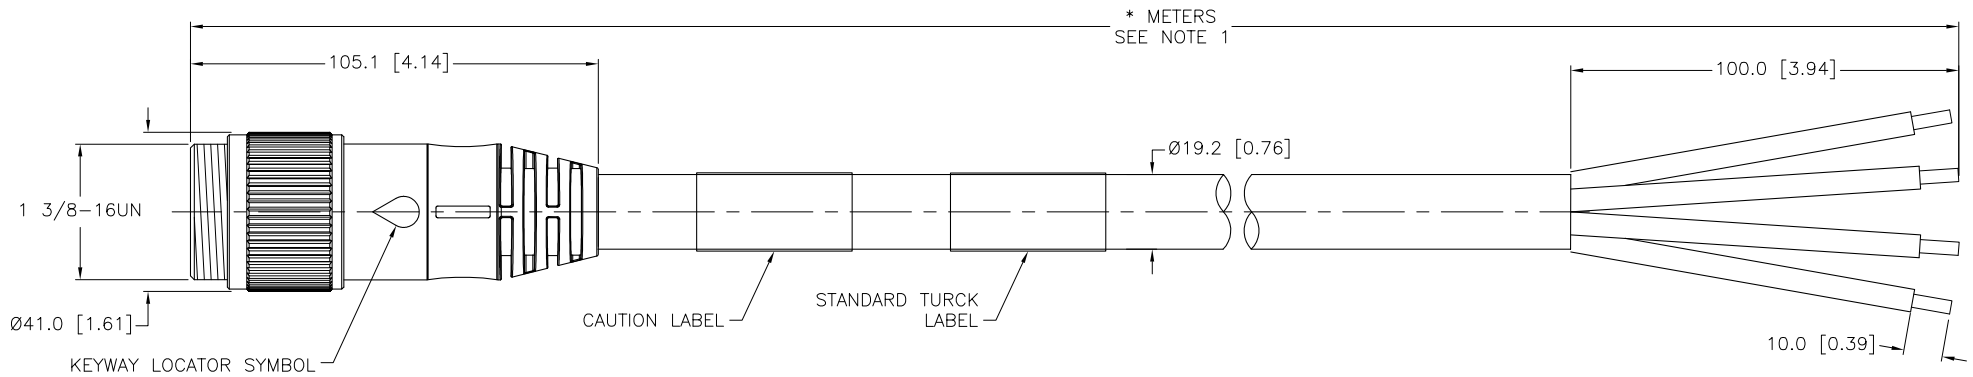 * METERS
SEE NOTE 1
105.1 [4.14]
100.0 [3.94]
Ø19.2 [0.76]
1 3/8-16UN
STANDARD TURCK
LABEL
CAUTION LABEL
Ø41.0 [1.61]
10.0 [0.39]
KEYWAY LOCATOR SYMBOL